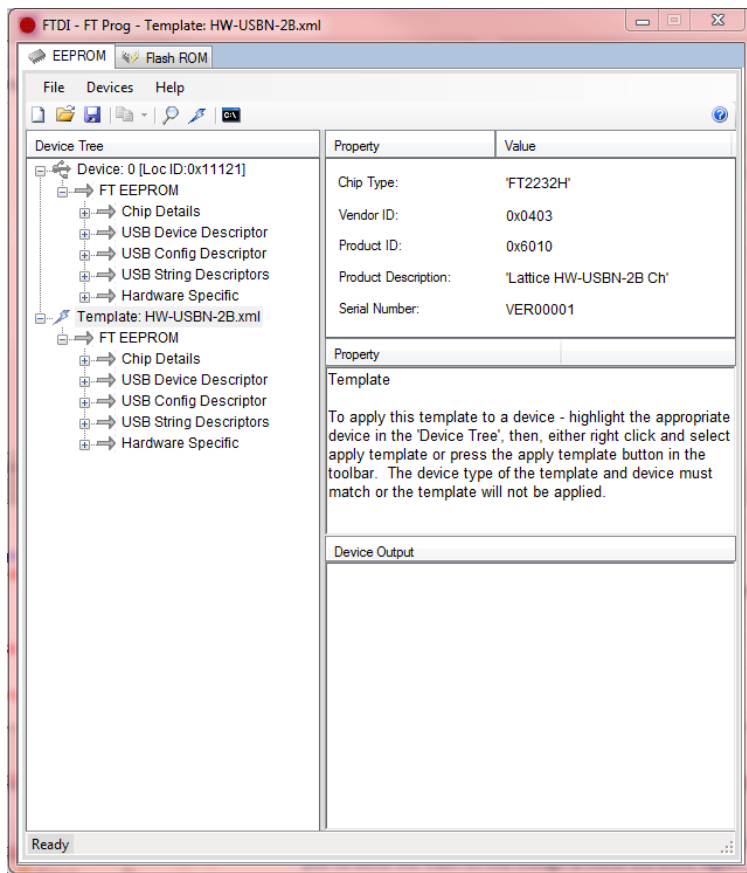 FTDI - FT Prog - Template: HW-USBN-2B.xml
EEPROM Flash ROM
File Devices Help
Device Tree
Property Value
Device: 0 [Loc ID:0x11121]
FT EEPROM
Chip Details
USB Device Descriptor
USB Config Descriptor
USB String Descriptors
Hardware Specific
Template: HW-USBN-2B.xml
FT EEPROM
Chip Details
USB Device Descriptor
USB Config Descriptor
USB String Descriptors
Hardware Specific
Chip Type: 'FT2232H'
Vendor ID: 0x0403
Product ID: 0x6010
Product Description: 'Lattice HW-USBN-2B Ch'
Serial Number: VER00001
Property
Template
To apply this template to a device - highlight the appropriate
device in the 'Device Tree', then, either right click and select
apply template or press the apply template button in the
toolbar. The device type of the template and device must
match or the template will not be applied.
Device Output
Ready